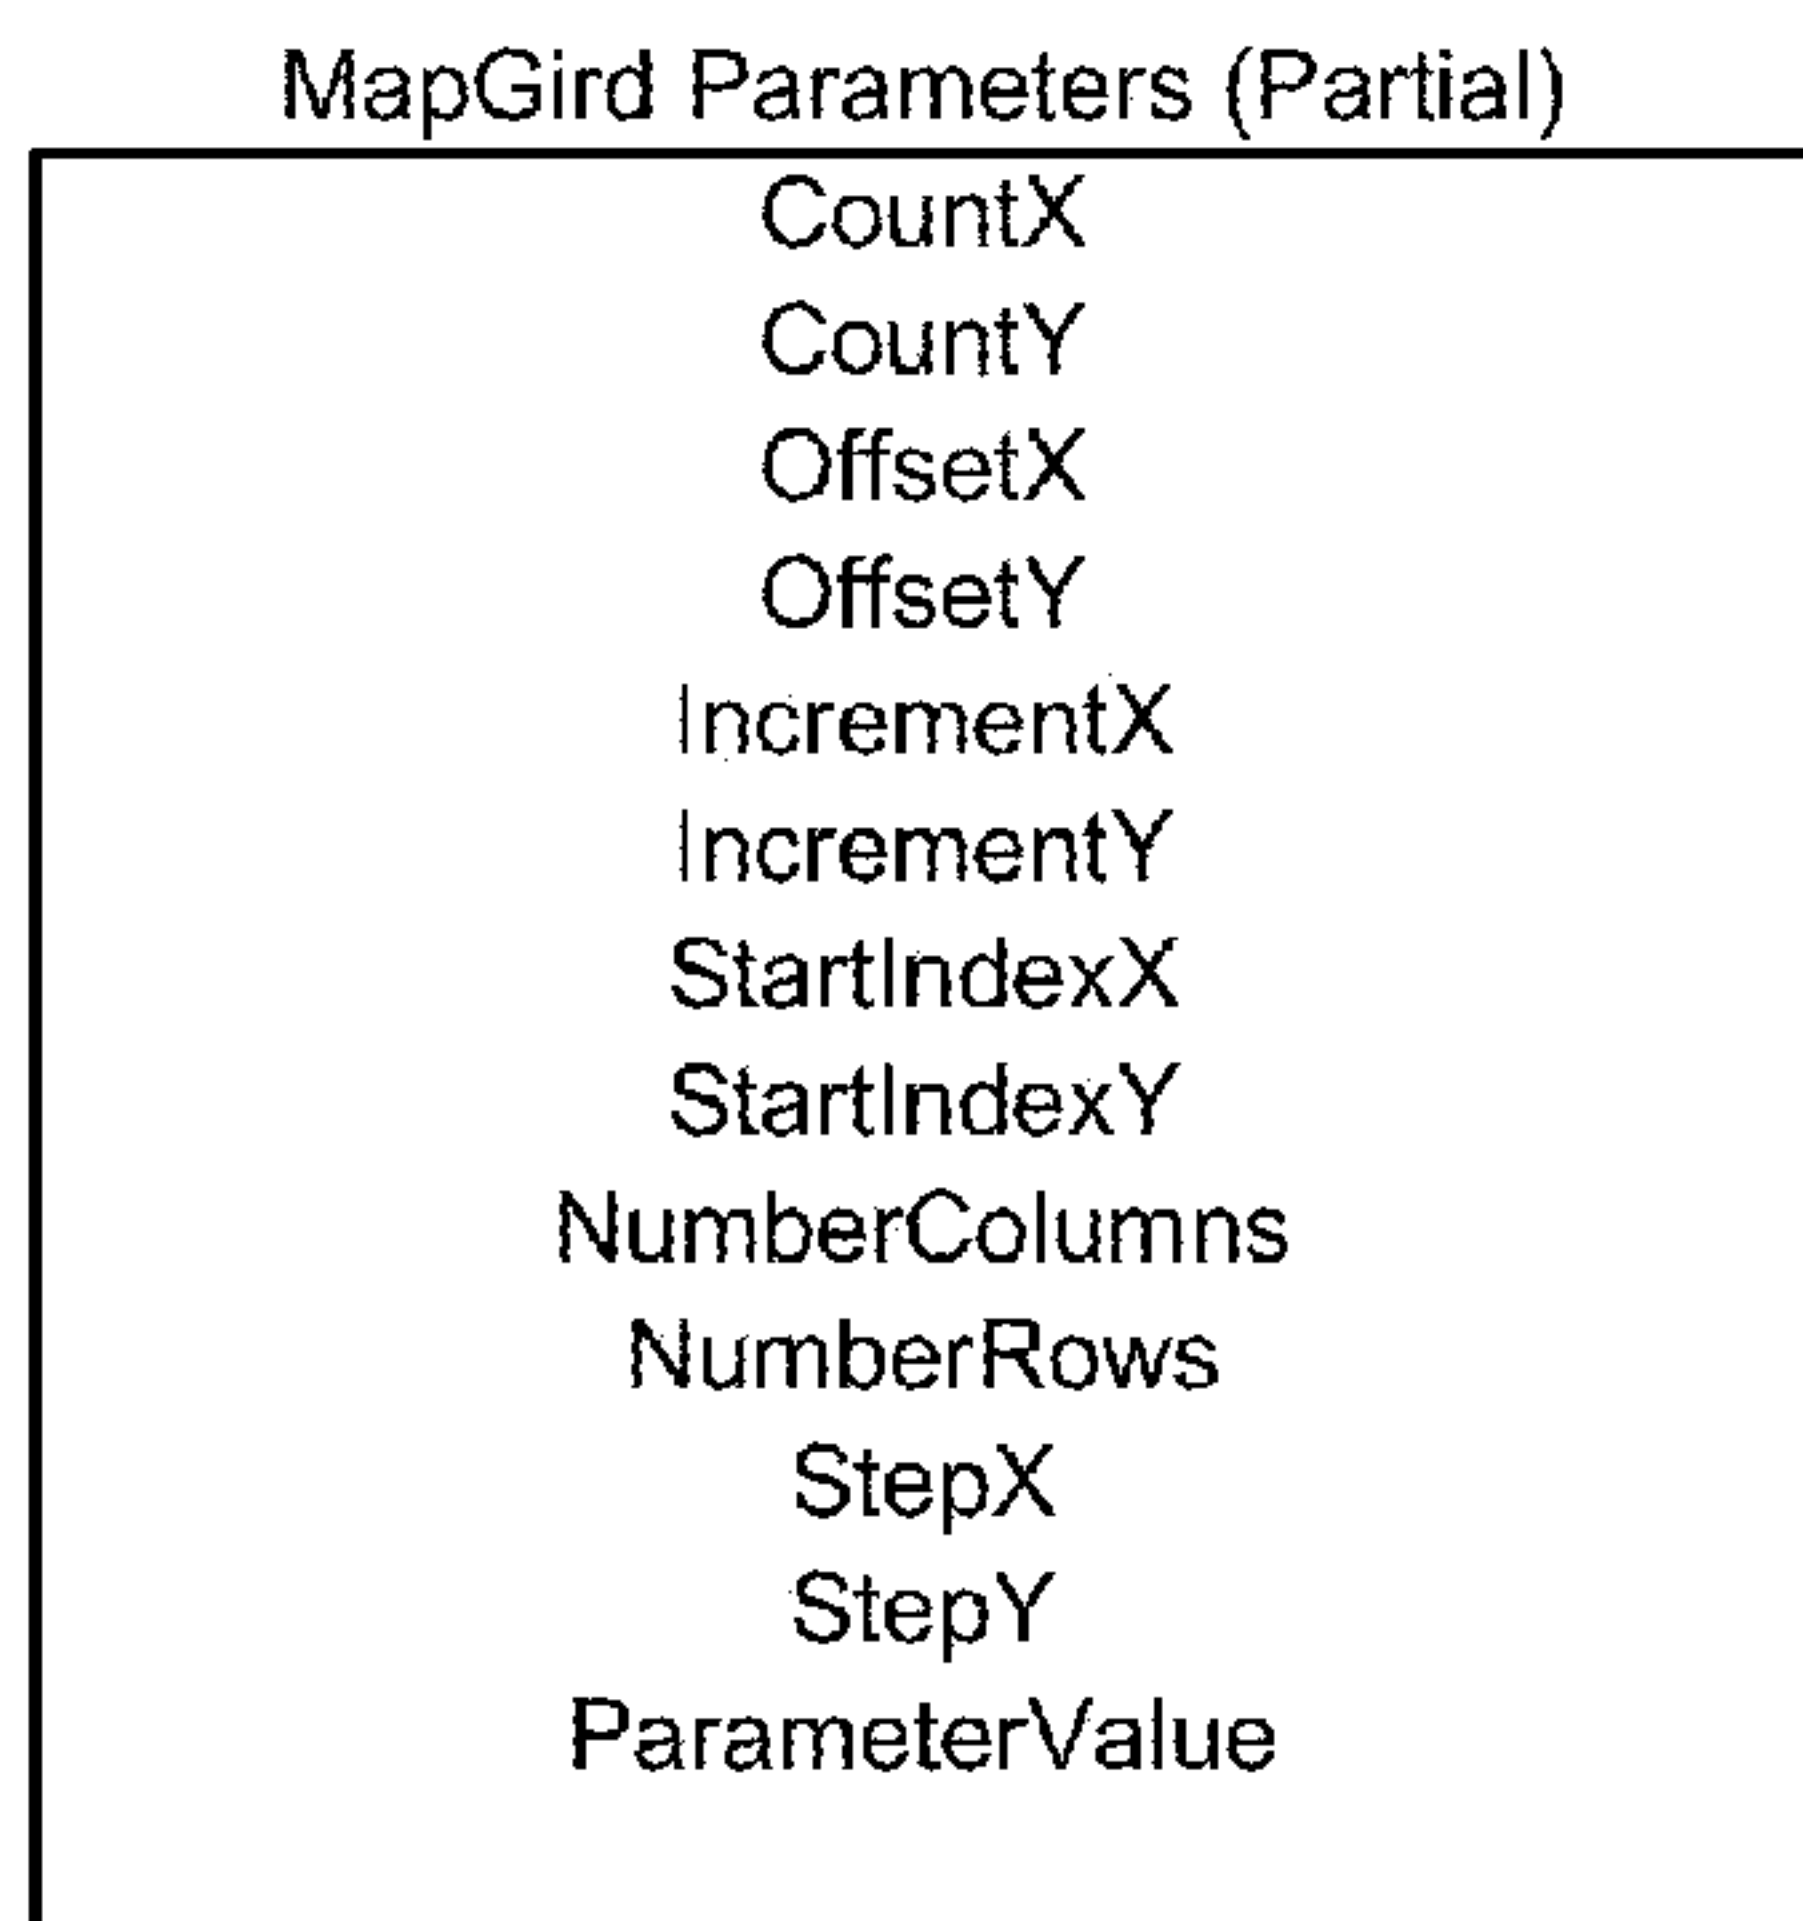 MapGird Parameters (Partial)
CountX
CountY
OffsetX
OffsetY
IncrementX
IncrementY
StartIndexX
StartIndexY
NumberColumns
NumberRows
StepX
StepY
ParameterValue